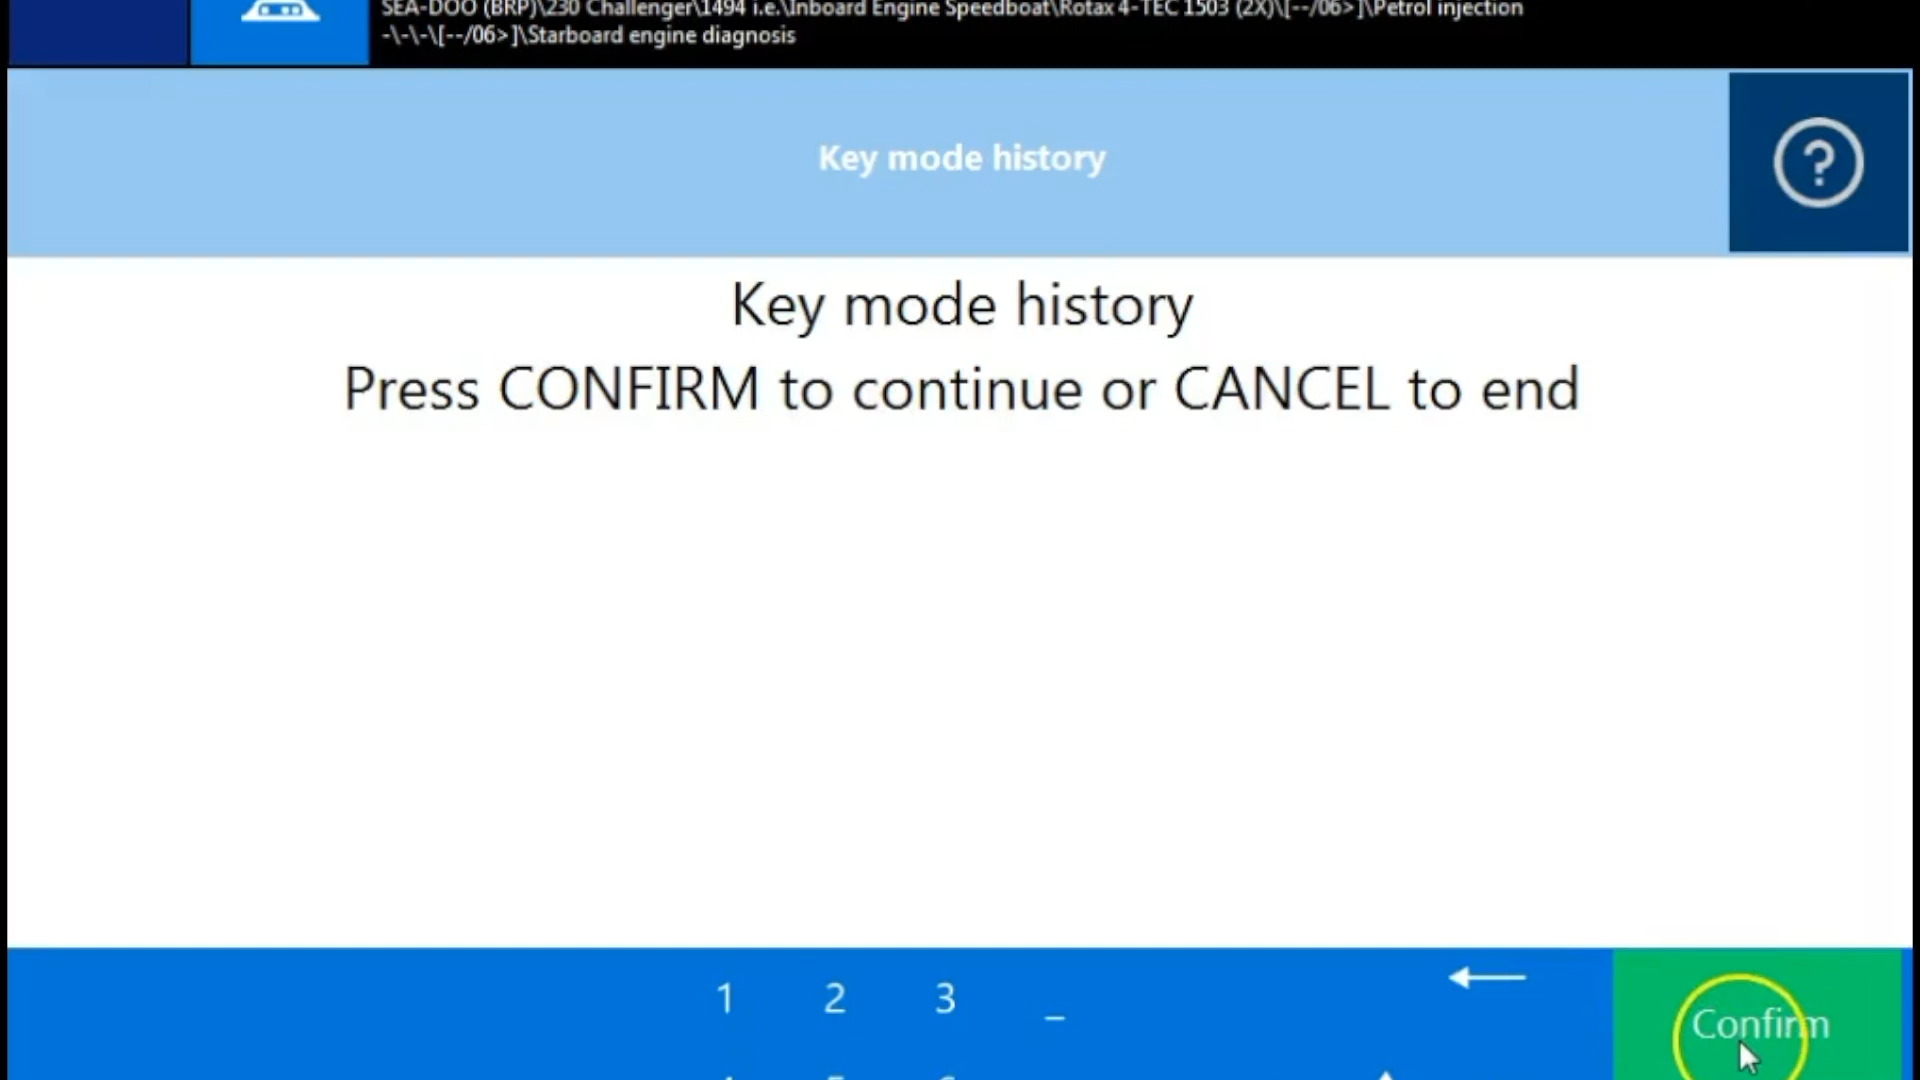 SEA-DOO (BRP)\230 Challenger\1494 i.e.\Inboard Engine Speedboat\Rotax 4-TEC 1503 (2X)\[--/06>]\Petrol injection
-\-\-\[--/06>]\Starboard engine diagnosis
Key mode history
?
Key mode history
Press CONFIRM to continue or CANCEL to end
1 2 3 _
Confirm